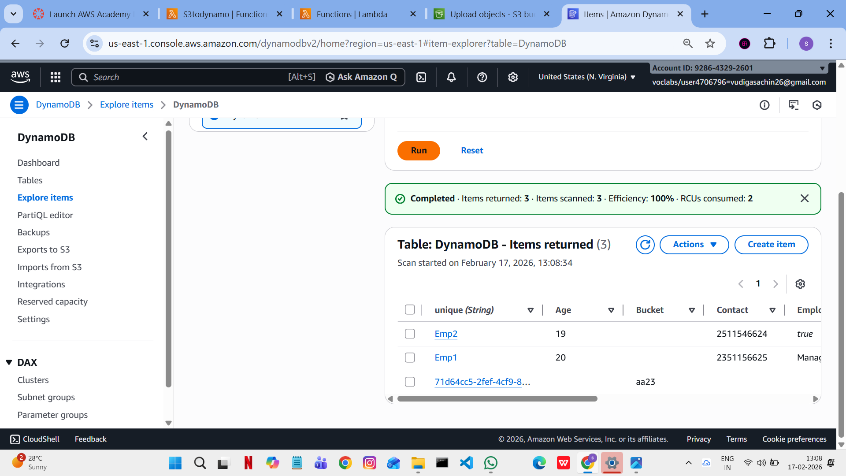 Launch AWS Academy
S3todynamo | Function
Functions | Lambda
Upload objects - S3 bu
Items | Amazon Dynam
us-east-1.console.aws.amazon.com/dynamodbv2/home?region=us-east-1#item-explorer?table=DynamoDB
S
aws
Search
[Alt+S]
Ask Amazon Q
United States (N. Virginia)
Account ID: 9286-4329-2601
voclabs/user4706796=vudigasachin26@gmail.com
DynamoDB
Explore items
DynamoDB
DynamoDB
Dashboard
Tables
Explore items
PartiQL editor
Backups
Exports to S3
Imports from S3
Integrations
Reserved capacity
Settings
DAX
Clusters
Subnet groups
Parameter groups
Run
Reset
Completed · Items returned: 3 · Items scanned: 3 · Efficiency: 100% · RCUs consumed: 2
Table: DynamoDB - Items returned (3)
Actions
Create item
Scan started on February 17, 2026, 13:08:34
1
unique (String) Age Bucket Contact Emplo
Emp2 19 2511546624 true
Emp1 20 2351156625 Manag
71d64cc5-2fef-4cf9-8... aa23
CloudShell
Feedback
© 2026, Amazon Web Services, Inc. or its affiliates.
Privacy
Terms
Cookie preferences
2
28°C
Sunny
ENG
IN
13:08
17-02-2026